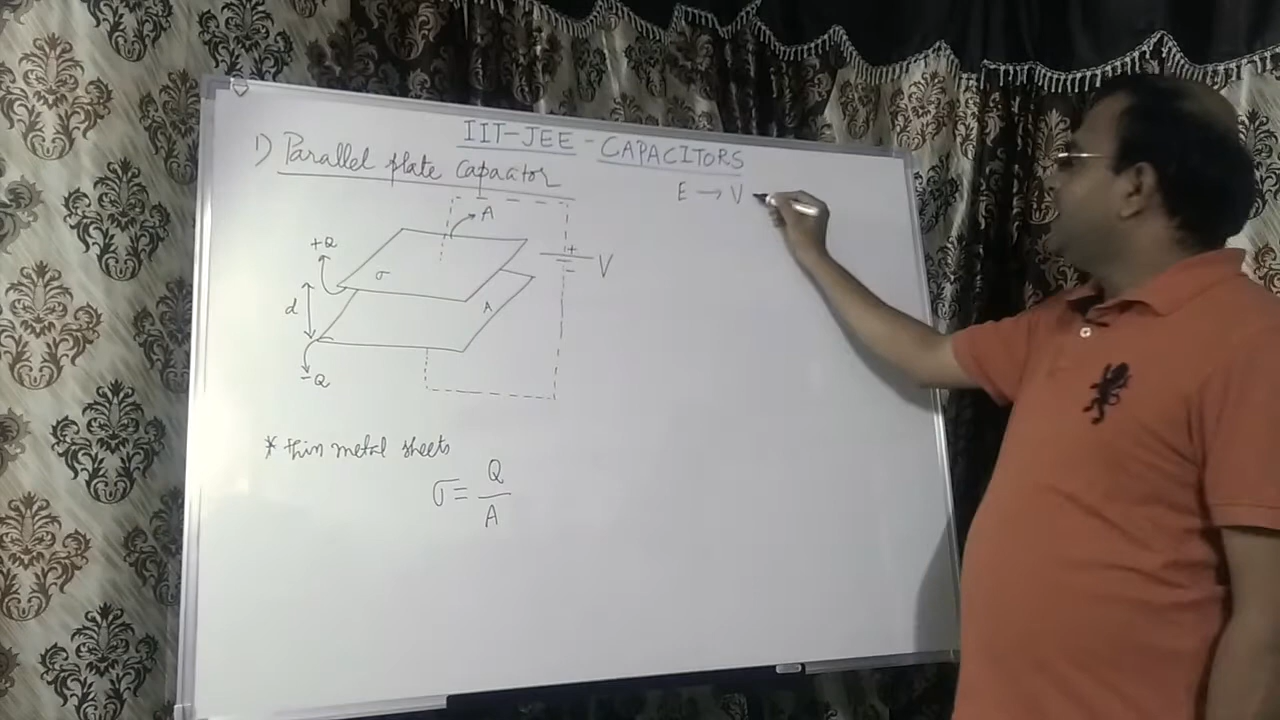 IIT-JEE - CAPACITORS
1) Parallel plate capacitor
E → V
A
+Q
σ
+
V
d
A
-Q
* thin metal sheets
σ = Q
A